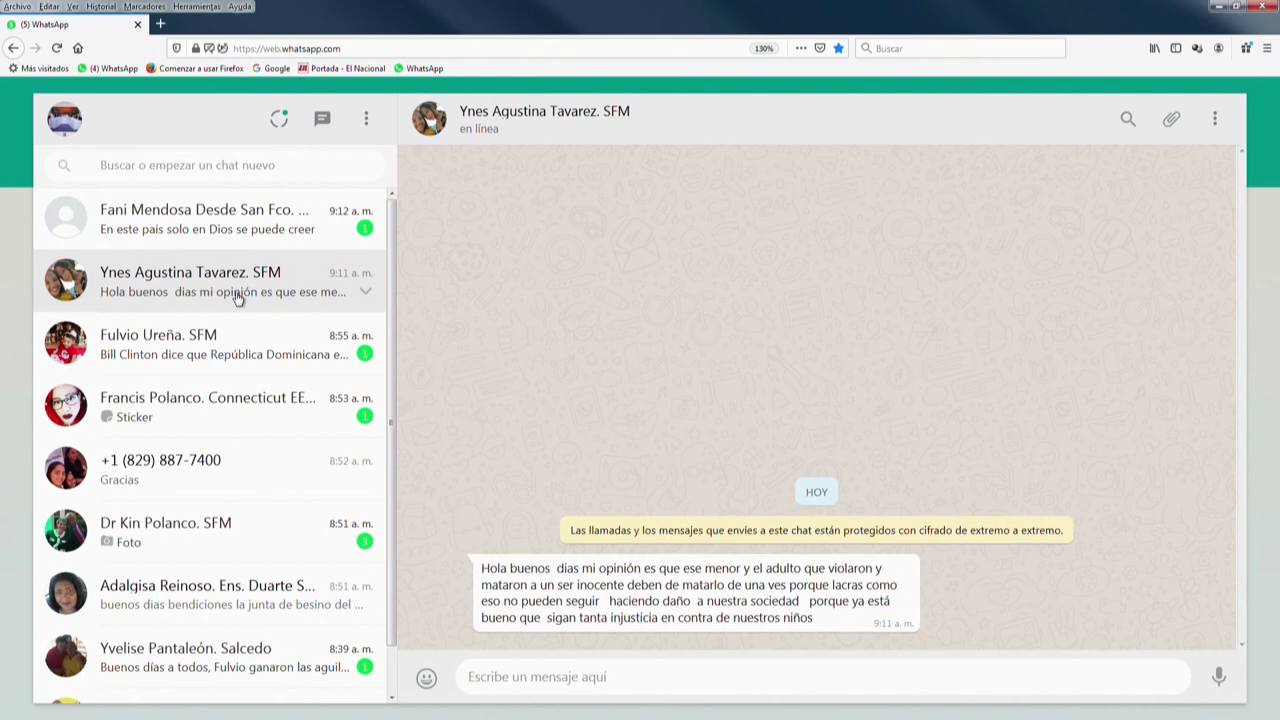 Archivo Editar Ver Historial Marcadores Herramientas Ayuda
(5) WhatsApp
https://web.whatsapp.com
130%
Buscar
Más visitados (4) WhatsApp Comenzar a usar Firefox Google Portada - El Nacional WhatsApp
Buscar o empezar un chat nuevo
Fani Mendosa Desde San Fco. ... 9:12 a. m.
En este pais solo en Dios se puede creer 1
Ynes Agustina Tavarez. SFM 9:11 a. m.
Hola buenos dias mi opinión es que ese me...
Fulvio Ureña. SFM 8:55 a. m.
Bill Clinton dice que República Dominicana e... 1
Francis Polanco. Connecticut EE... 8:53 a. m.
Sticker 1
+1 (829) 887-7400 8:52 a. m.
Gracias
Dr Kin Polanco. SFM 8:51 a. m.
Foto 3
Adalgisa Reinoso. Ens. Duarte S... 8:51 a. m.
buenos dias bendiciones la junta de besino del ...
Yvelise Pantaleón. Salcedo 8:39 a. m.
Buenos días a todos, Fulvio ganaron las aguil... 1
Ynes Agustina Tavarez. SFM
en línea
HOY
Las llamadas y los mensajes que envíes a este chat están protegidos con cifrado de extremo a extremo.
Hola buenos dias mi opinión es que ese menor y el adulto que violaron y
mataron a un ser inocente deben de matarlo de una ves porque lacras como
eso no pueden seguir haciendo daño a nuestra sociedad porque ya está
bueno que sigan tanta injusticia en contra de nuestros niños
9:11 a. m.
Escribe un mensaje aquí